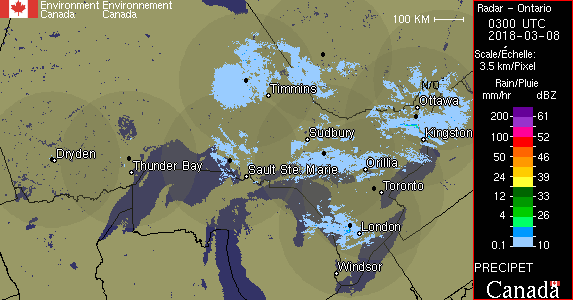 Environment Environnement
Canada Canada
100 KM
Radar - Ontario
0300 UTC
2018-03-08
Scale/Échelle:
3.5 km/Pixel
Rain/Pluie
mm/hr dBZ
200 61
100 52
50 46
24 39
12 33
4 26
1 18
0.1 10
PRECIPET
Canada
Timmins
N/O
Ottawa
Sudbury
Kingston
Dryden
Thunder Bay
Sault Ste. Marie
Orillia
Toronto
London
Windsor